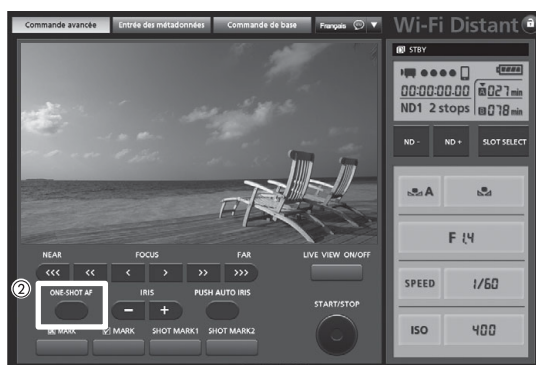 Commande avancée
Entrée des métadonnées
Commande de base
Français
Wi-Fi Distant
STBY
00:00:00.00
027 min
ND1 2 stops
078 min
ND -
ND +
SLOT SELECT
A
F 1,4
SPEED
1/60
ISO
400
NEAR
FOCUS
FAR
LIVE VIEW ON/OFF
<<<
<<
<
>
>>
>>>
②
ONE-SHOT AF
IRIS
PUSH AUTO IRIS
−
+
START/STOP
OK MARK
MARK
SHOT MARK1
SHOT MARK2